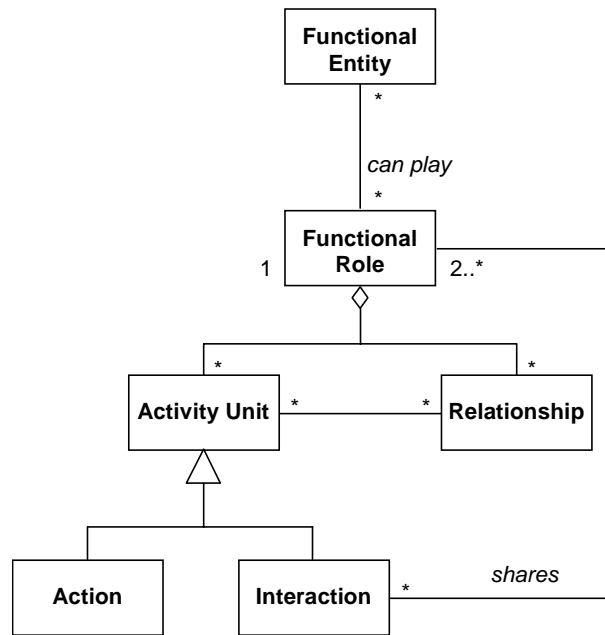 Functional
Entity
*
can play
*
Functional
Role
1
2..*
*
*
Activity Unit
*
*
Relationship
Action
Interaction
*
shares